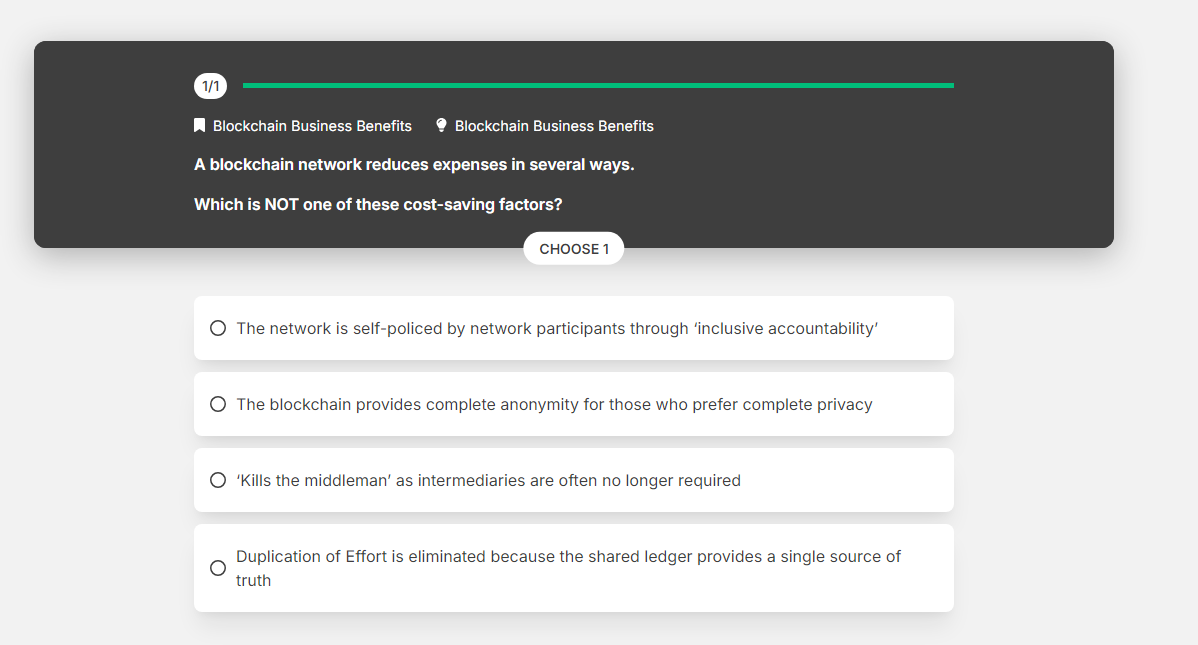 1/1
Blockchain Business Benefits Blockchain Business Benefits
A blockchain network reduces expenses in several ways.
Which is NOT one of these cost-saving factors?
CHOOSE 1
The network is self-policed by network participants through ‘inclusive accountability’
The blockchain provides complete anonymity for those who prefer complete privacy
‘Kills the middleman’ as intermediaries are often no longer required
Duplication of Effort is eliminated because the shared ledger provides a single source of
truth